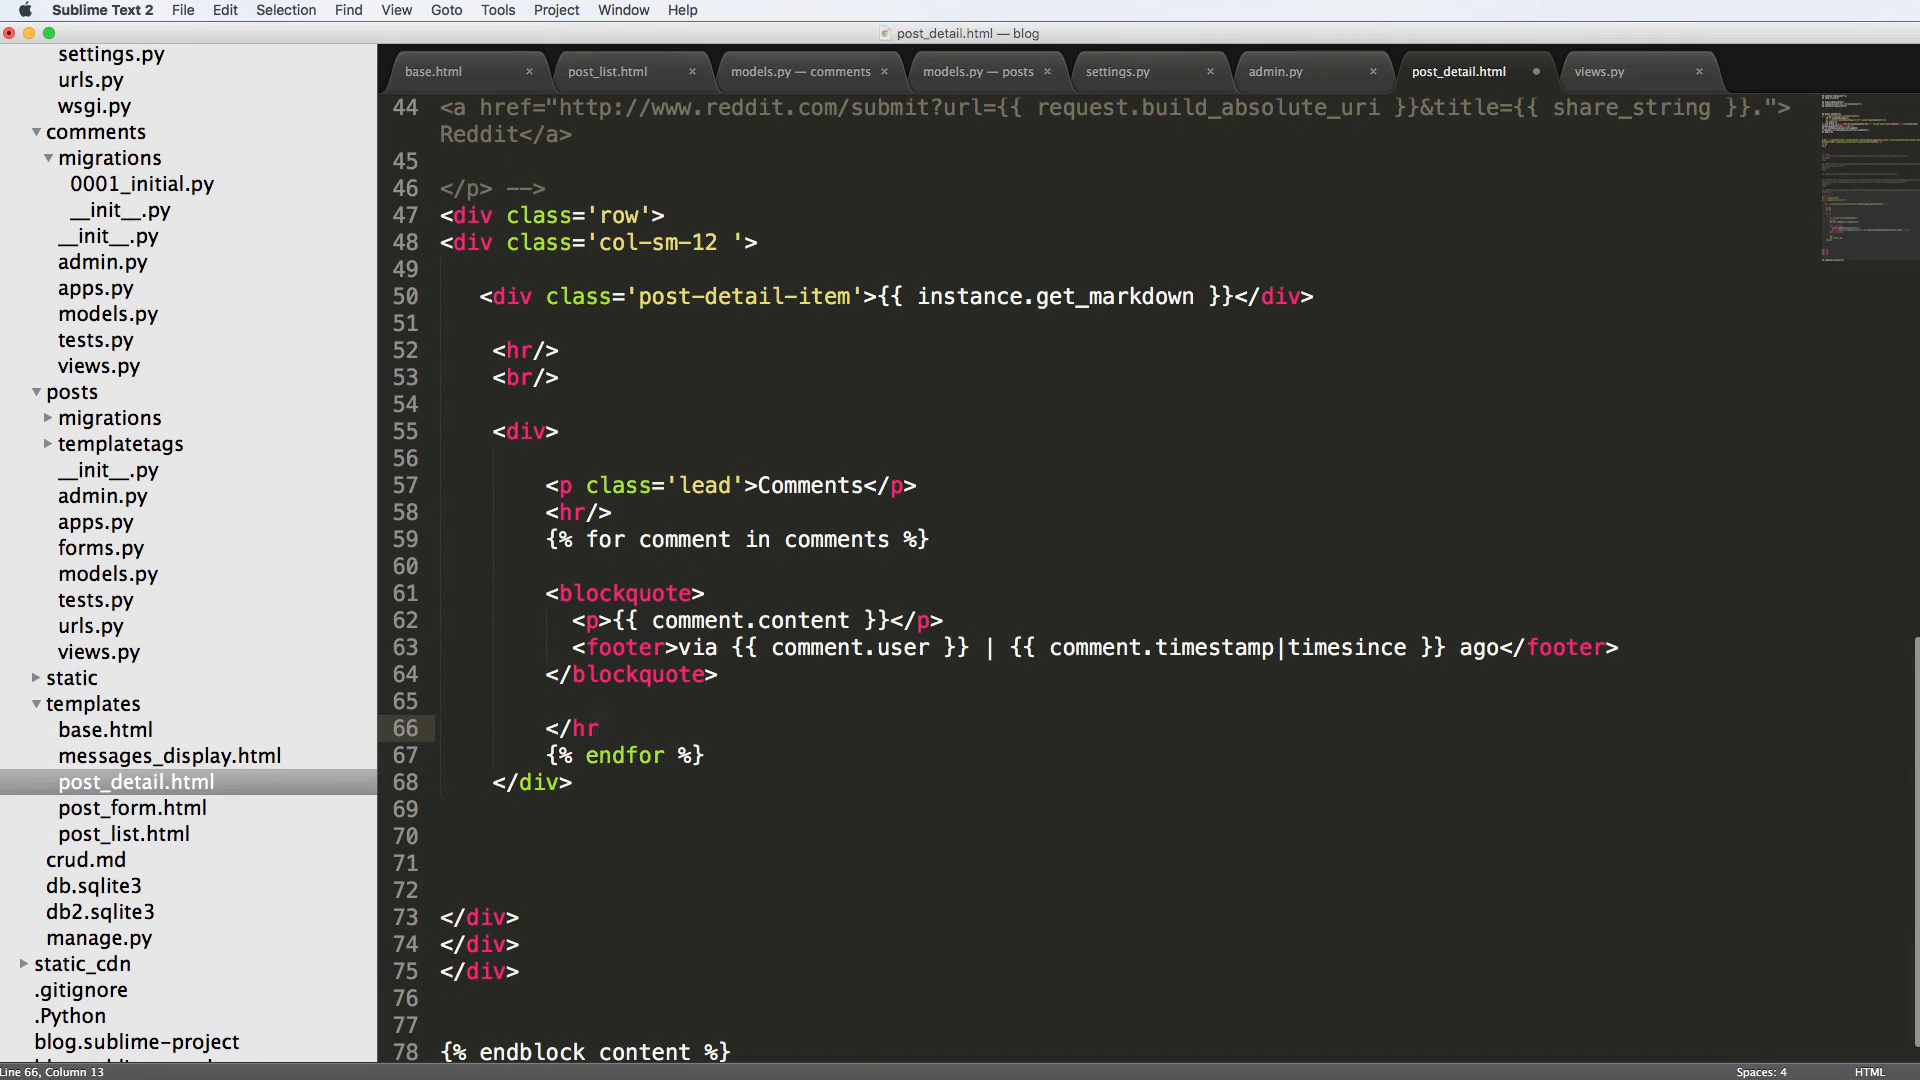 Sublime Text 2 File Edit Selection Find View Goto Tools Project Window Help
post_detail.html — blog
base.html × post_list.html × models.py — comments × models.py — posts × settings.py × admin.py × post_detail.html views.py ×
settings.py
urls.py
wsgi.py
comments
migrations
0001_initial.py
__init__.py
__init__.py
admin.py
apps.py
models.py
tests.py
views.py
posts
migrations
templatetags
__init__.py
admin.py
apps.py
forms.py
models.py
tests.py
urls.py
views.py
static
templates
base.html
messages_display.html
post_detail.html
post_form.html
post_list.html
crud.md
db.sqlite3
db2.sqlite3
manage.py
static_cdn
.gitignore
.Python
blog.sublime-project
44 <a href="http://www.reddit.com/submit?url={{ request.build_absolute_uri }}&title={{ share_string }}.">
Reddit</a>
45
46 </p> -->
47 <div class='row'>
48 <div class='col-sm-12 '>
49
50 <div class='post-detail-item'>{{ instance.get_markdown }}</div>
51
52 <hr/>
53 <br/>
54
55 <div>
56
57 <p class='lead'>Comments</p>
58 <hr/>
59 {% for comment in comments %}
60
61 <blockquote>
62 <p>{{ comment.content }}</p>
63 <footer>via {{ comment.user }} | {{ comment.timestamp|timesince }} ago</footer>
64 </blockquote>
65
66 </hr
67 {% endfor %}
68 </div>
69
70
71
72
73 </div>
74 </div>
75 </div>
76
77
78 {% endblock content %}
Line 66, Column 13 Spaces: 4 HTML